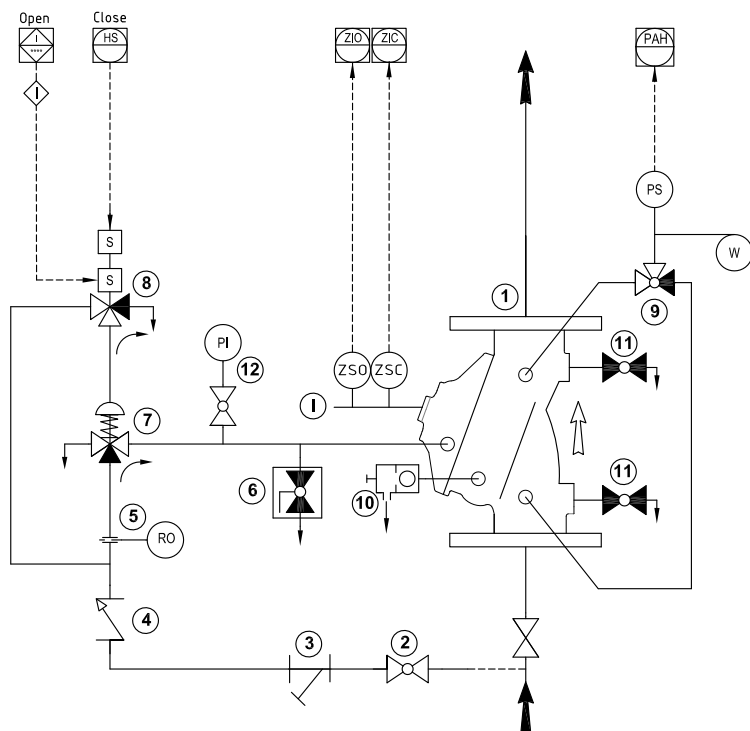 Open Close
I
****
HS
ZIO
ZIC
PAH
I
PS
S
W
S
8
1
9
PI
12
ZSO
ZSC
11
I
7
6
10
11
5
RO
4
3
2